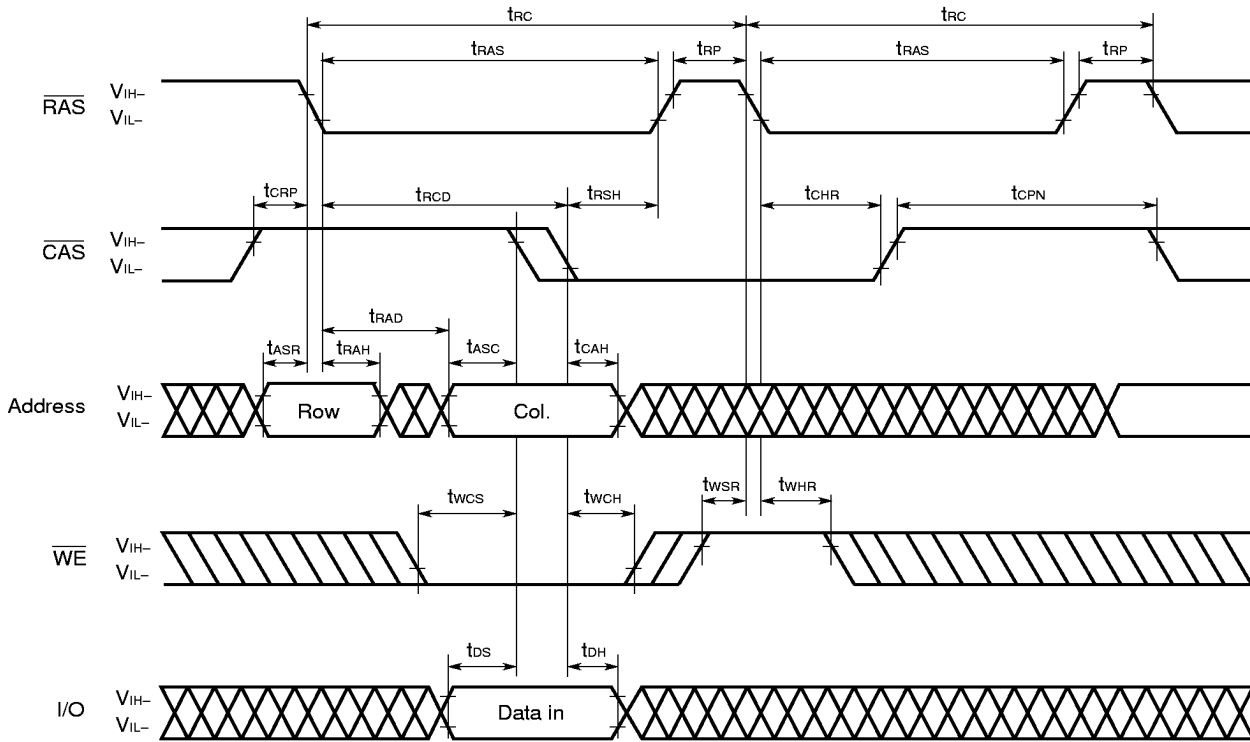 tRC tRC
tRAS tRP tRAS tRP
RAS VIH–
VIL–
tCRP tRCD tRSH tCHR tCPN
CAS VIH–
VIL–
tRAD
tASR tRAH tASC tCAH
Address VIH–
VIL–
Row Col.
tWCS tWCH tWSR tWHR
WE VIH–
VIL–
tDS tDH
I/O VIH–
VIL–
Data in